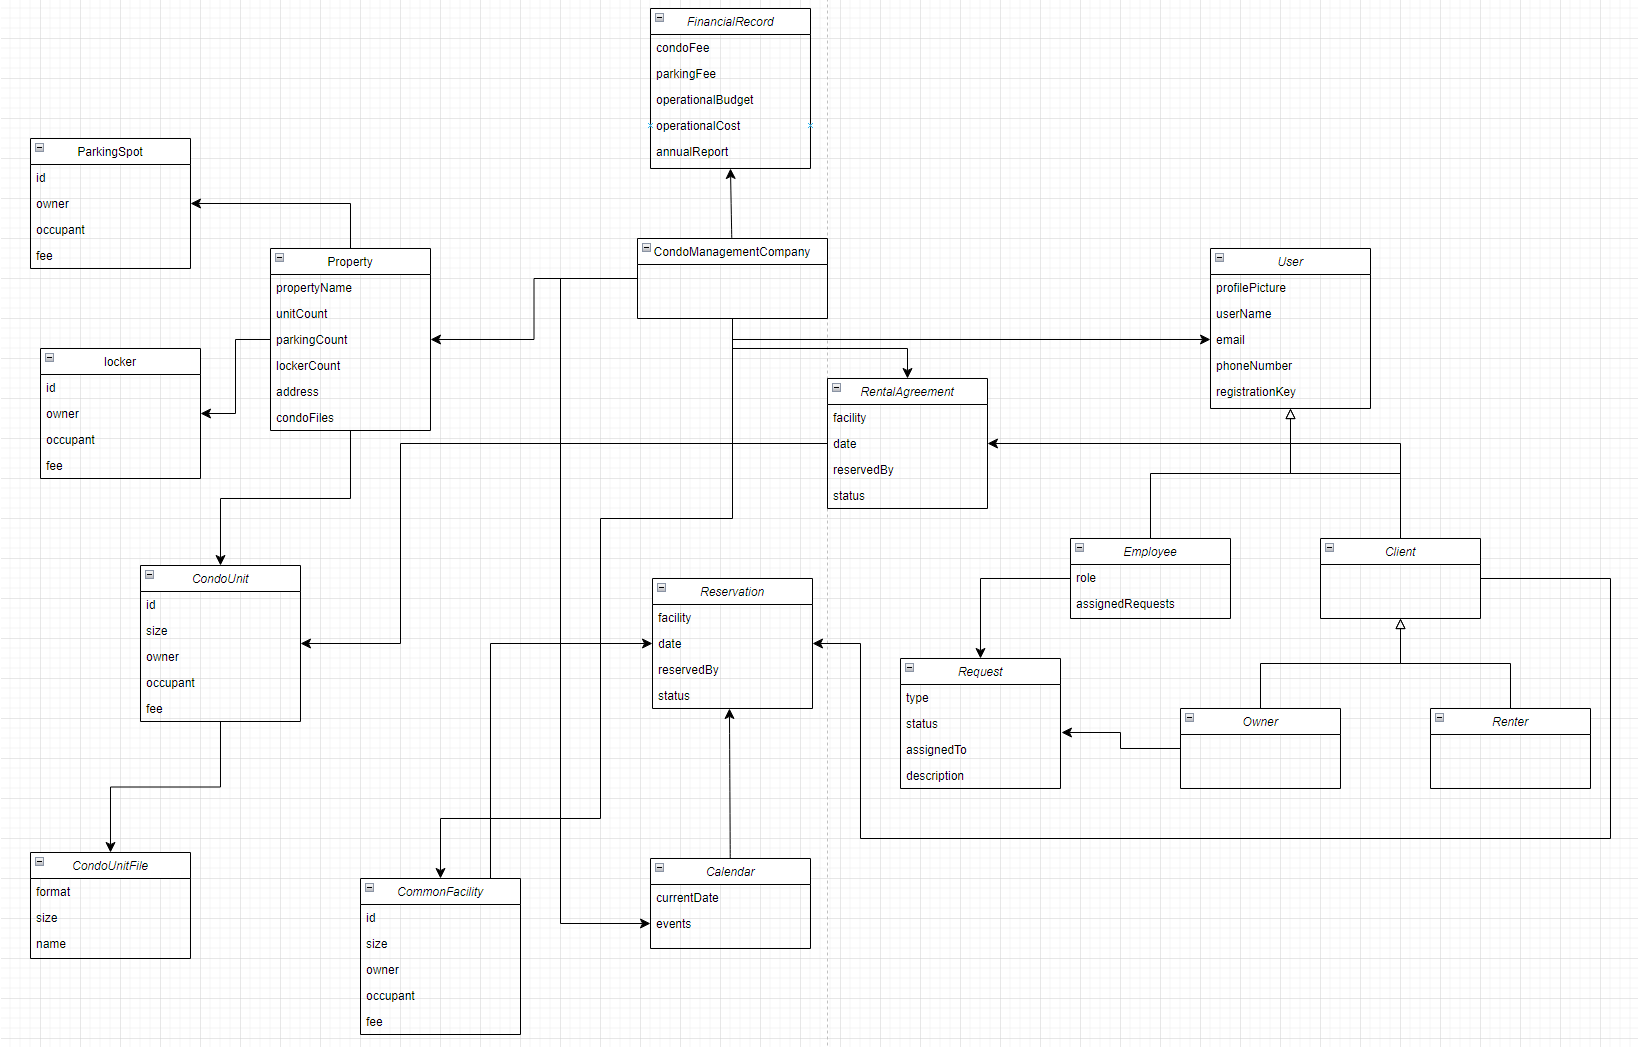 FinancialRecord
condoFee
parkingFee
operationalBudget
operationalCost
annualReport
ParkingSpot
id
owner
occupant
fee
Property
propertyName
unitCount
parkingCount
lockerCount
address
condoFiles
CondoManagementCompany
User
profilePicture
userName
email
phoneNumber
registrationKey
locker
id
owner
occupant
fee
RentalAgreement
facility
date
reservedBy
status
Employee
role
assignedRequests
Client
CondoUnit
id
size
owner
occupant
fee
Reservation
facility
date
reservedBy
status
Request
type
status
assignedTo
description
Owner
Renter
CondoUnitFile
format
size
name
CommonFacility
id
size
owner
occupant
fee
Calendar
currentDate
events